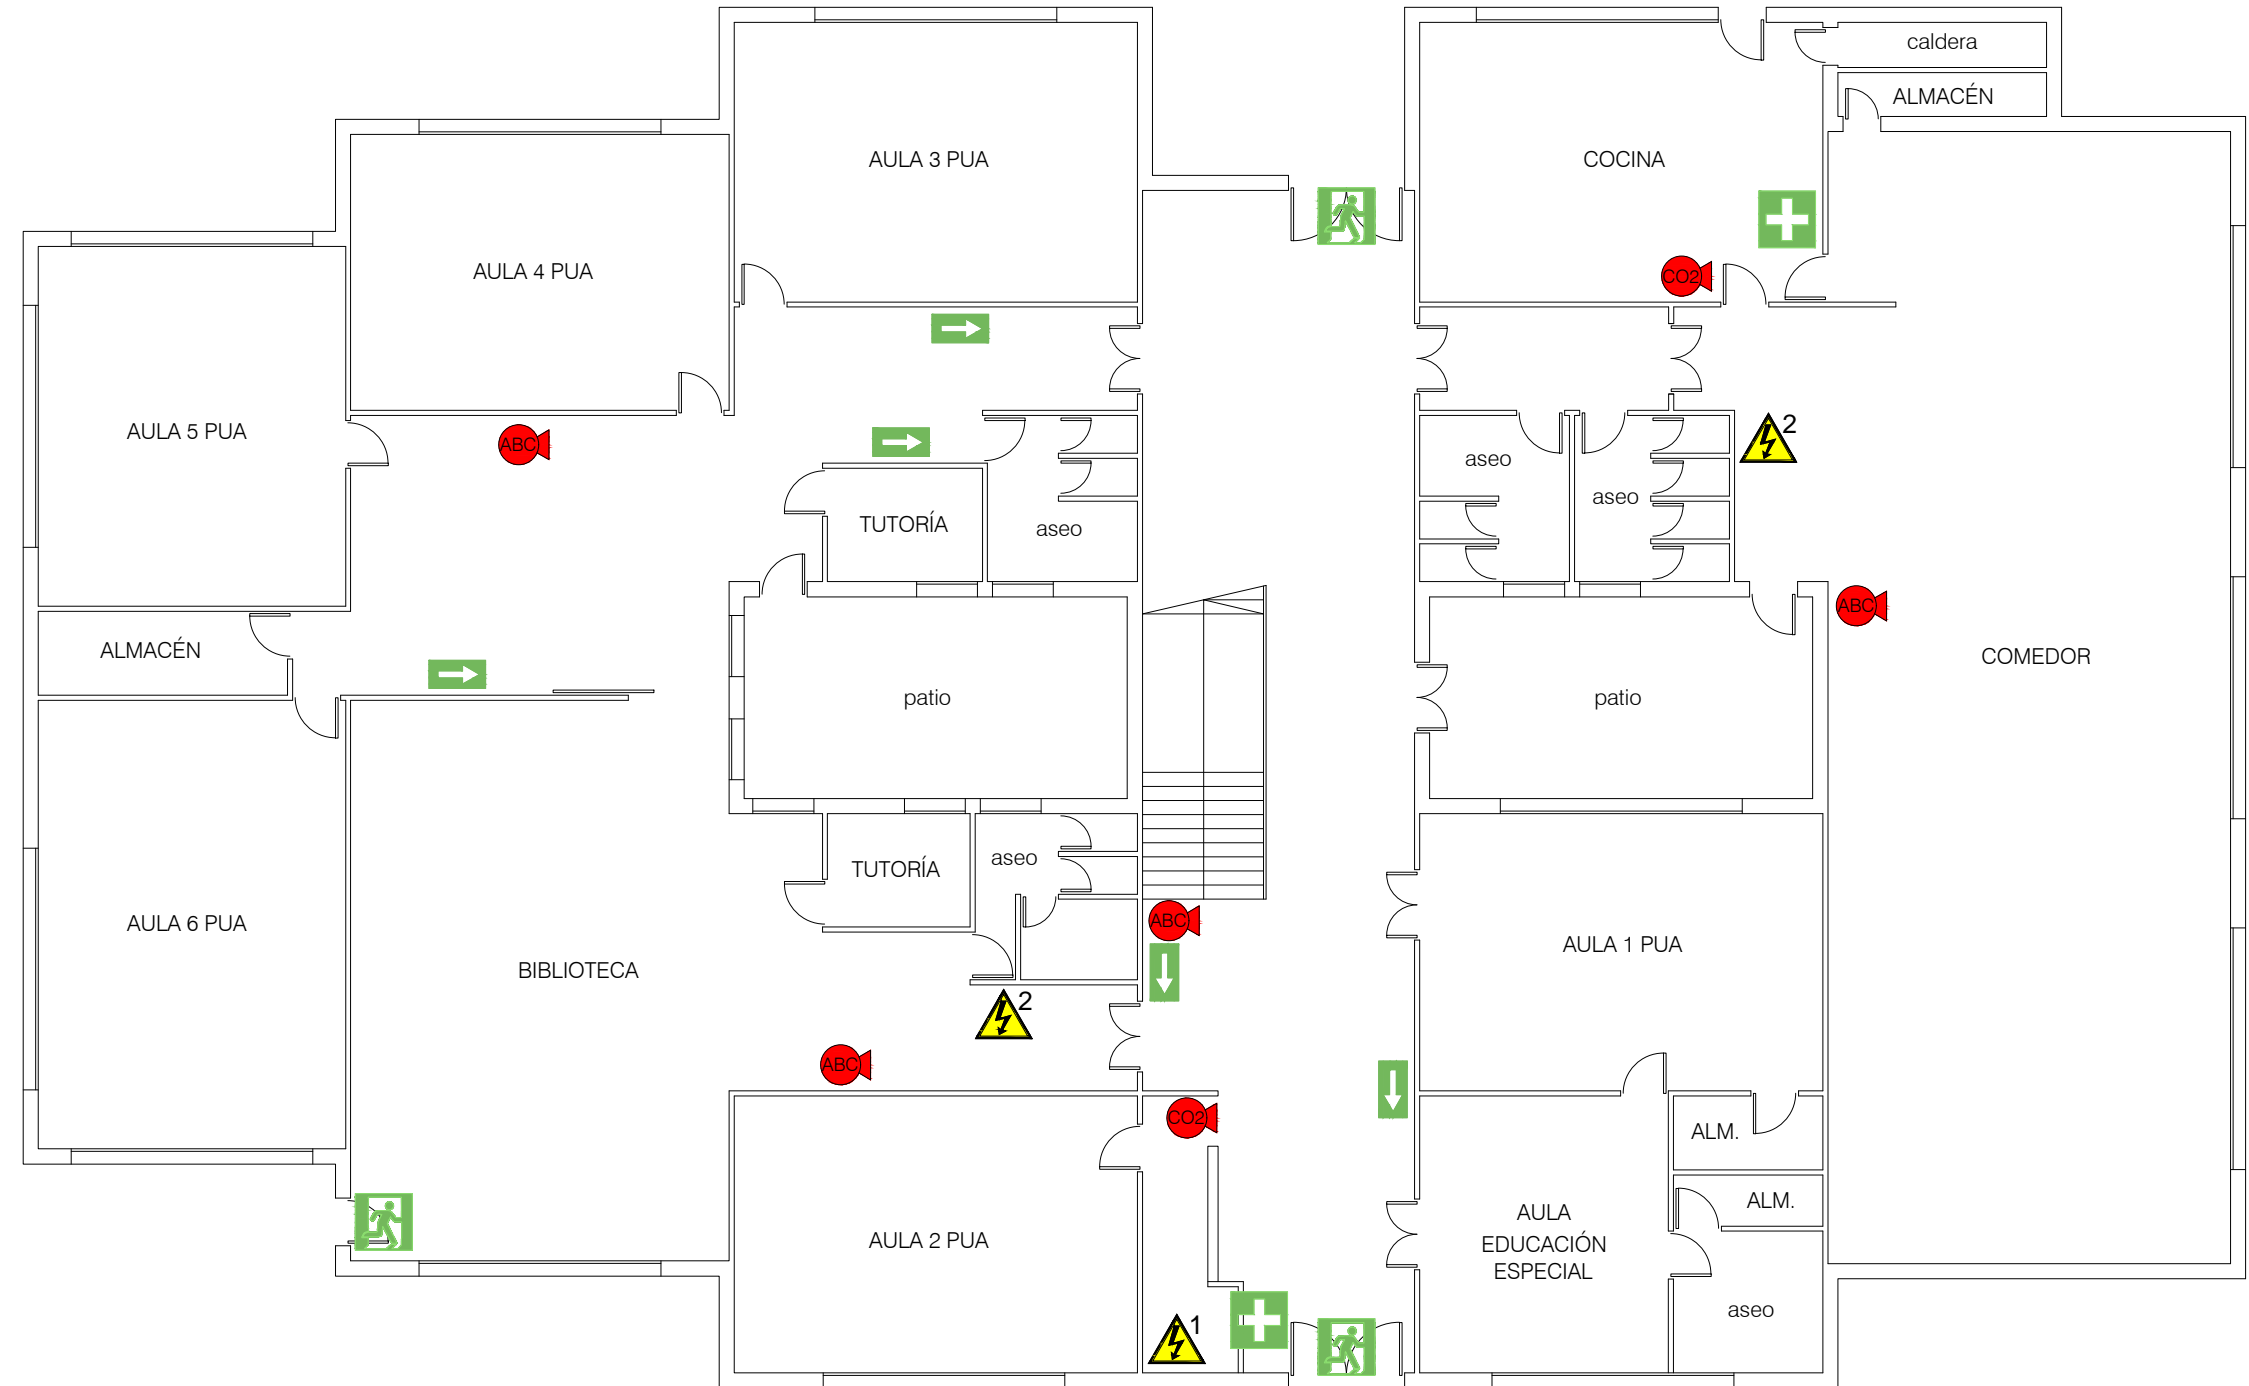 caldera
ALMACÉN
AULA 3 PUA
COCINA
AULA 4 PUA
CO2
AULA 5 PUA
ABC
2
aseo
aseo
TUTORÍA
aseo
ABC
ALMACÉN
COMEDOR
patio
patio
TUTORÍA
aseo
AULA 6 PUA
ABC
AULA 1 PUA
BIBLIOTECA
2
ABC
CO2
ALM.
ALM.
AULA 2 PUA
AULA
EDUCACIÓN
ESPECIAL
aseo
1